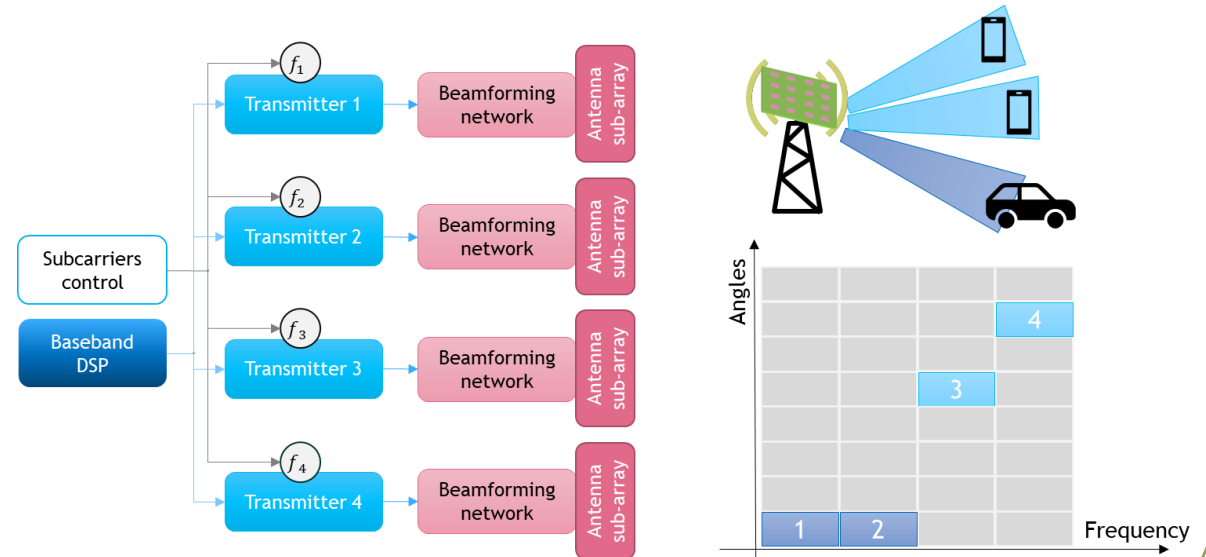 f₁
Transmitter 1
Beamforming
network
Antenna
sub-array
f₂
Transmitter 2
Beamforming
network
Antenna
sub-array
Subcarriers
control
Baseband
DSP
f₃
Transmitter 3
Beamforming
network
Antenna
sub-array
f₄
Transmitter 4
Beamforming
network
Antenna
sub-array
Angles
4
3
1
2
Frequency